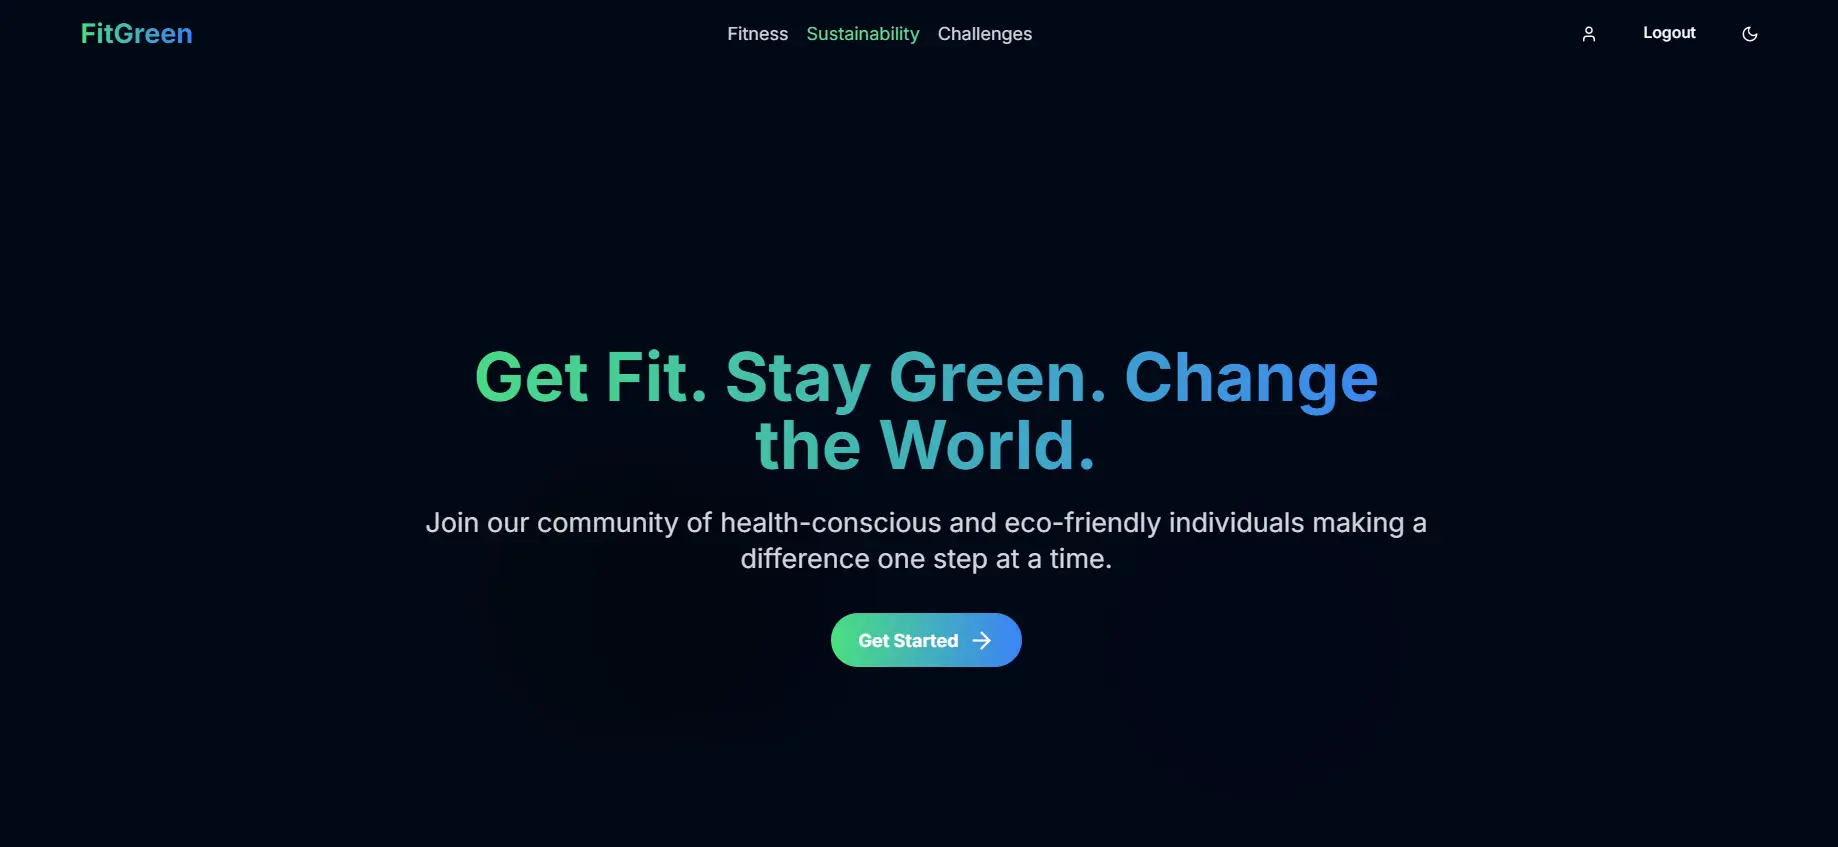 FitGreen
Fitness Sustainability Challenges
Logout
Get Fit. Stay Green. Change
the World.
Join our community of health-conscious and eco-friendly individuals making a
difference one step at a time.
Get Started